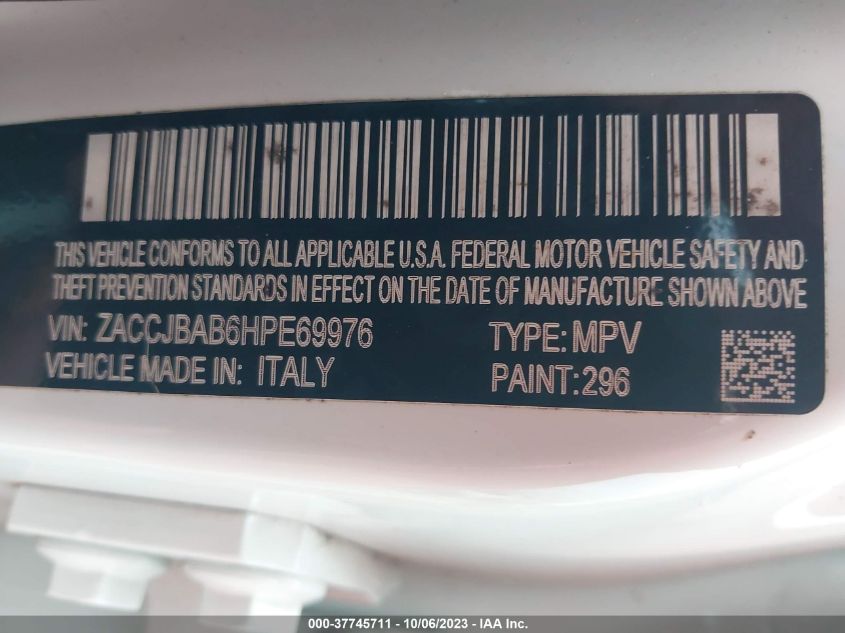 THIS VEHICLE CONFORMS TO ALL APPLICABLE U.S.A. FEDERAL MOTOR VEHICLE SAFETY AND
THEFT PREVENTION STANDARDS IN EFFECT ON THE DATE OF MANUFACTURE SHOWN ABOVE
VIN: ZACCJBAB6HPE69976 TYPE: MPV
VEHICLE MADE IN: ITALY PAINT: 296
000-37745711 - 10/06/2023 - IAA Inc.